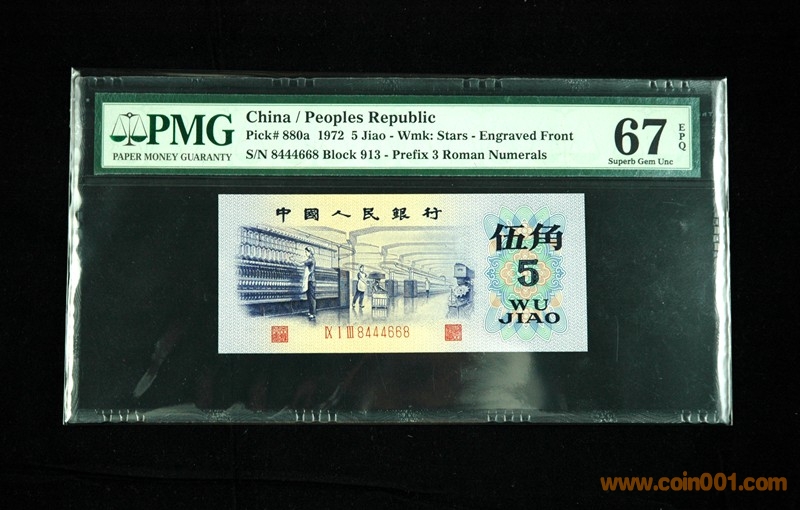 PMG
PAPER MONEY GUARANTY
China / Peoples Republic
Pick# 880a 1972 5 Jiao - Wmk: Stars - Engraved Front
S/N 8444668 Block 913 - Prefix 3 Roman Numerals
67 EPQ
Superb Gem Unc
中國人民銀行
伍角
5
WU
JIAO
IX I III 8444668
www.coin001.com